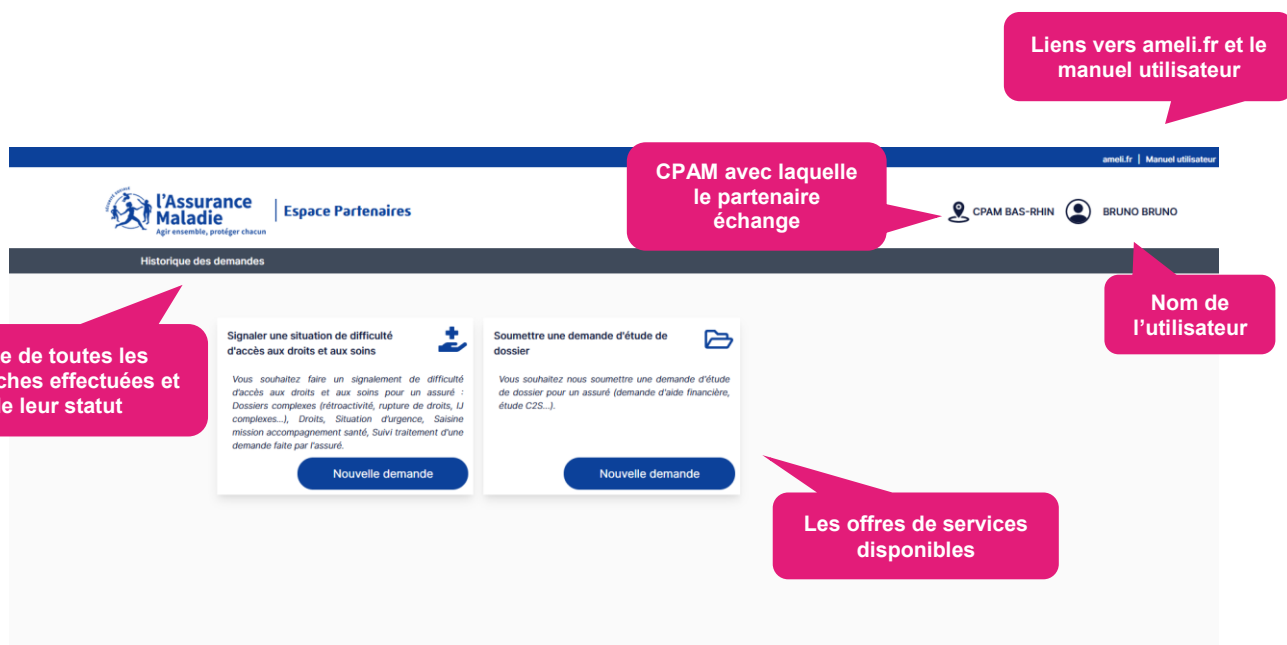 Liens vers ameli.fr et le
manuel utilisateur
ameli.fr | Manuel utilisateur
CPAM avec laquelle
le partenaire
échange
l'Assurance
Maladie
Agir ensemble, protéger chacun
Espace Partenaires
CPAM BAS-RHIN
BRUNO BRUNO
Historique des demandes
Nom de
l'utilisateur
e de toutes les
ches effectuées et
le leur statut
Signaler une situation de difficulté
d'accès aux droits et aux soins
Vous souhaitez faire un signalement de difficulté
d'accès aux droits et aux soins pour un assuré :
Dossiers complexes (rétroactivité, rupture de droits, IJ
complexes...), Droits, Situation d'urgence, Saisine
mission accompagnement santé, Suivi traitement d'une
demande faite par l'assuré.
Nouvelle demande
Soumettre une demande d'étude de
dossier
Vous souhaitez nous soumettre une demande d'étude
de dossier pour un assuré (demande d'aide financière,
étude C2S...).
Nouvelle demande
Les offres de services
disponibles